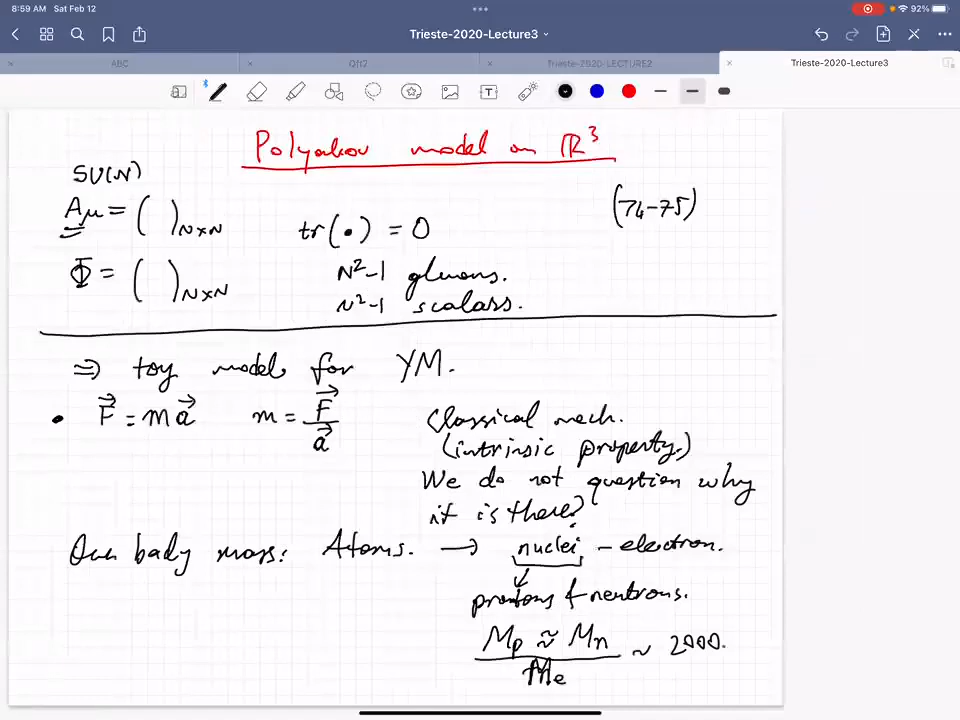 8:59 AM Sat Feb 12
92%
Trieste-2020-Lecture3
ABC
Qft2
Trieste-2020-LECTURE2
Trieste-2020-Lecture3
Polyakov model on ℝ³
SU(N)
Aμ = ( )N×N
tr(•) = 0
(74-75)
Φ = ( )N×N
N²-1 gluons.
N²-1 scalars.
⇒ toy model for YM.
• F⃗ = m a⃗ m = F⃗/a⃗
Classical mech.
(intrinsic property.)
We do not question why
it is there?
Our body mass: Atoms. → nuclei - electron.
protons & neutrons.
Mp ≈ Mn / Me ~ 2000.